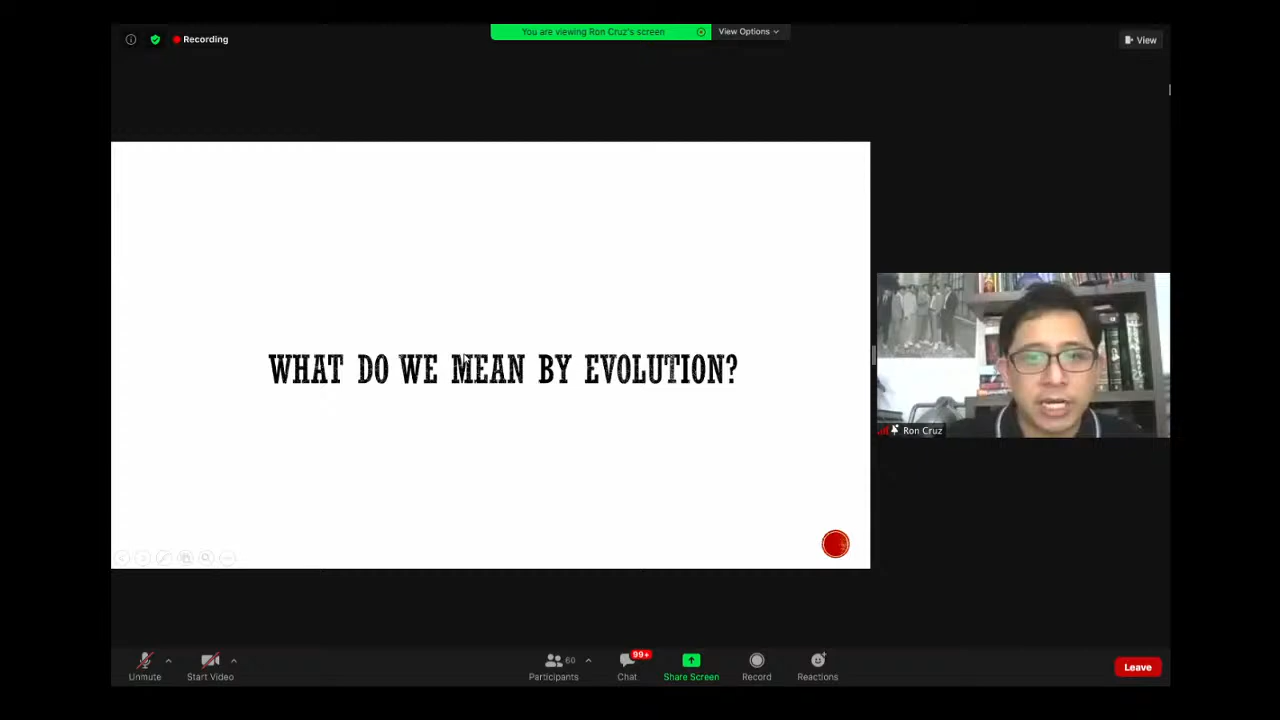 Recording
You are viewing Ron Cruz's screen
View Options
View
WHAT DO WE MEAN BY EVOLUTION?
Ron Cruz
Unmute
Start Video
60
Participants
99+
Chat
Share Screen
Record
Reactions
Leave